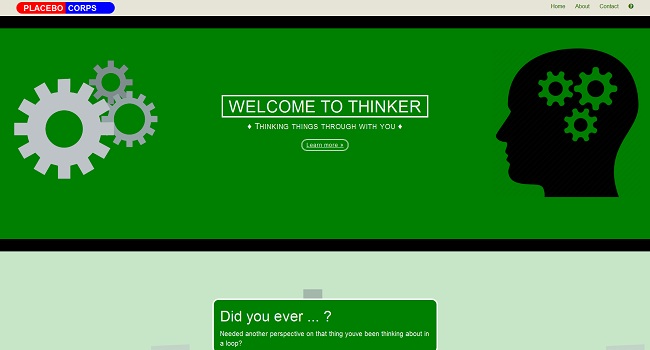 PLACEBO CORPS
Home About Contact
WELCOME TO THINKER
♦ THINKING THINGS THROUGH WITH YOU ♦
Learn more »
Did you ever ... ?
Needed another perspective on that thing youve been thinking about in
a loop?